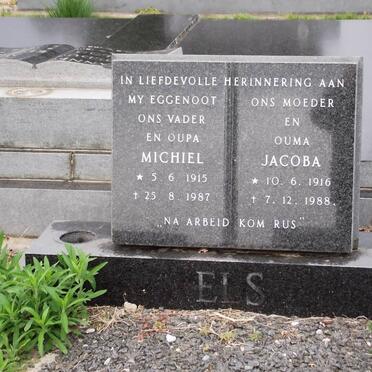 IN LIEFDEVOLLE HERINNERING AAN
MY EGGENOOT
ONS VADER
EN OUPA
MICHIEL
★ 5. 6. 1915
† 25. 8. 1987
ONS MOEDER
EN
OUMA
JACOBA
★ 10. 6. 1916
† 7. 12. 1988.
„NA ARBEID KOM RUS"
ELS